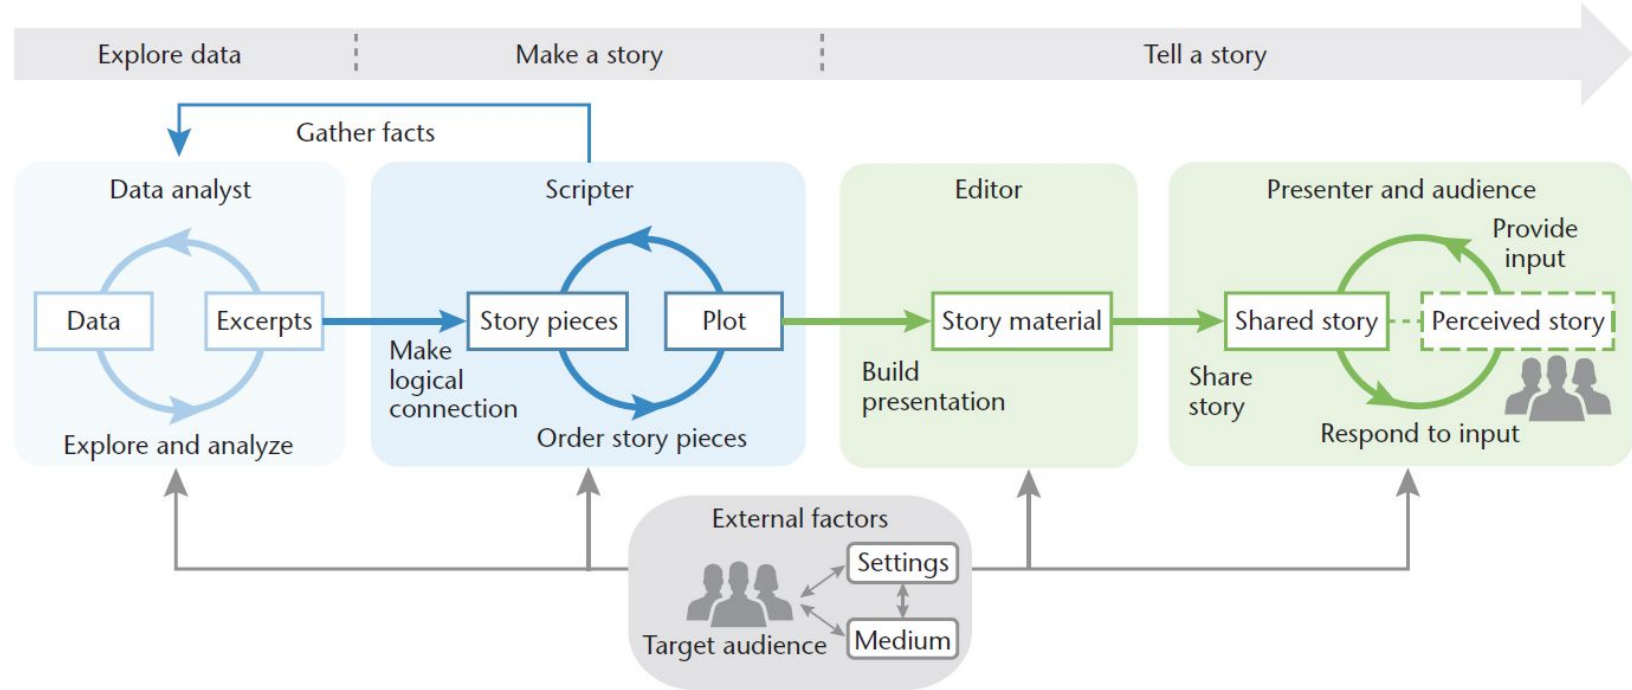 Explore data
Make a story
Tell a story
Gather facts
Data analyst
Scripter
Editor
Presenter and audience
Provide
input
Data
Excerpts
Story pieces
Plot
Story material
Shared story
Perceived story
Make
logical
connection
Build
presentation
Share
story
Explore and analyze
Order story pieces
Respond to input
External factors
Settings
Target audience
Medium